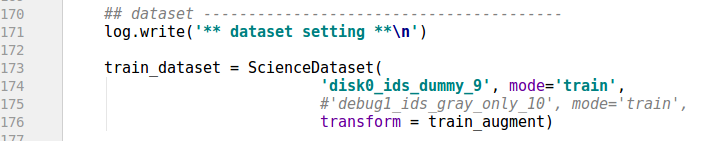 170 ## dataset ----------------------------------------
171 log.write('** dataset setting **\n')
172
173 train_dataset = ScienceDataset(
174 'disk0_ids_dummy_9', mode='train',
175 #'debug1_ids_gray_only_10', mode='train',
176 transform = train_augment)
177